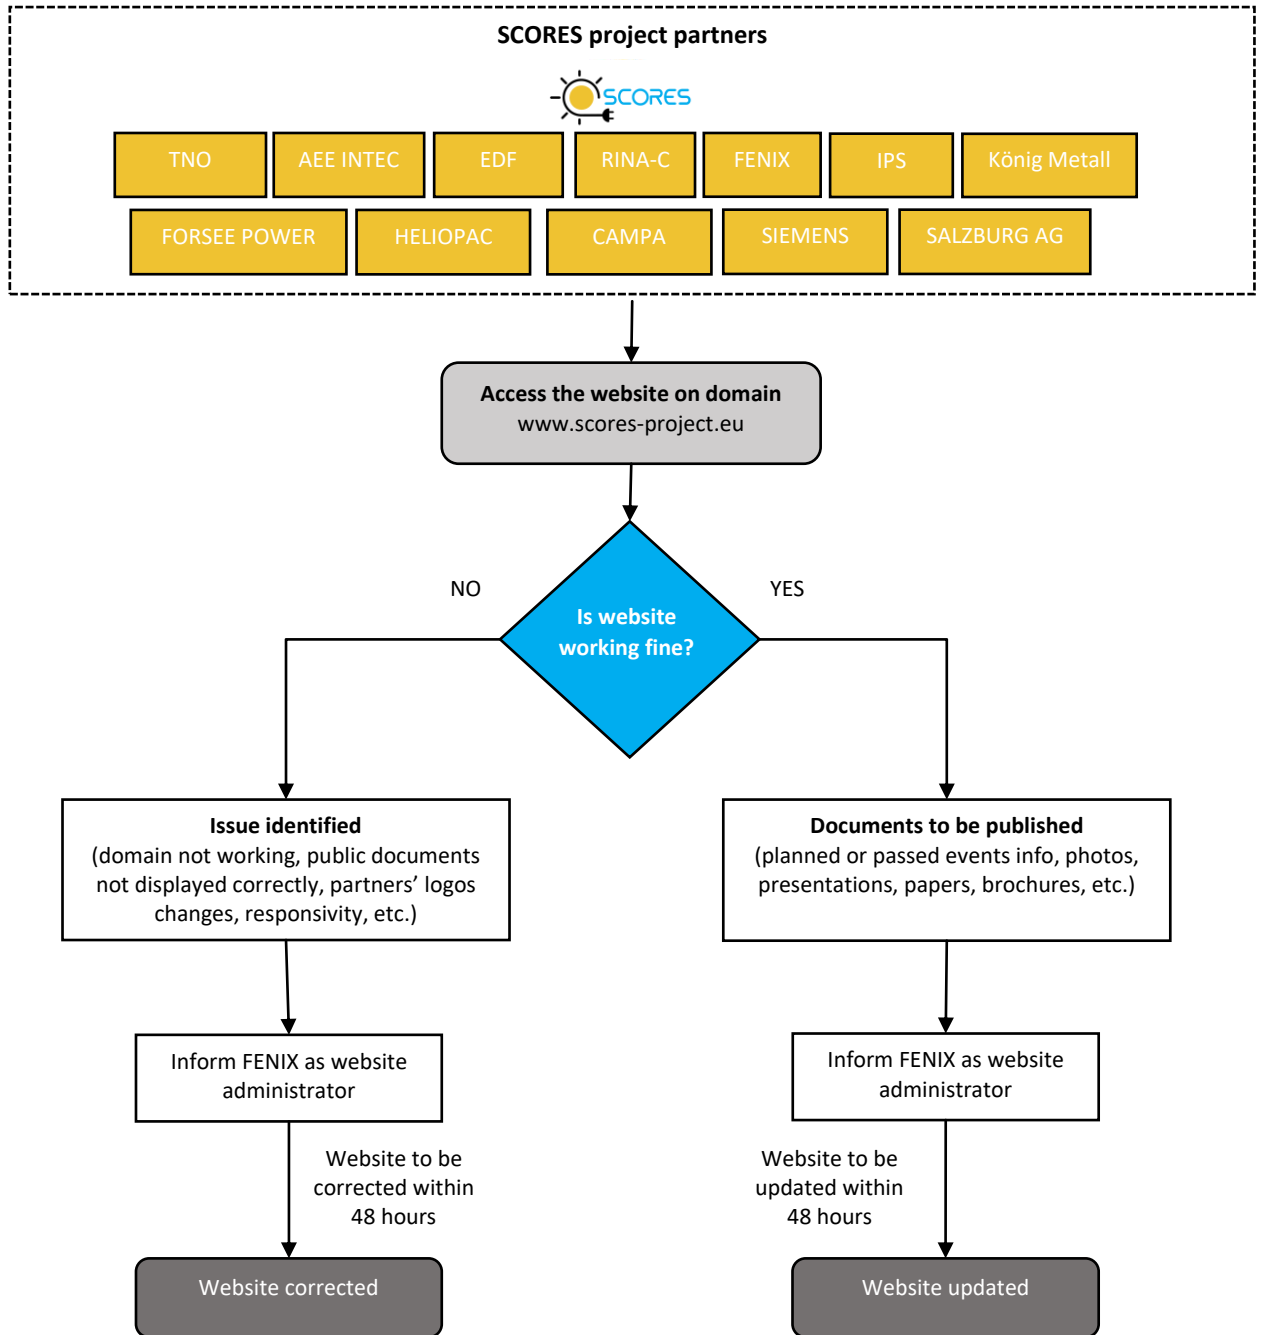 SCORES project partners
SCORES
TNO
AEE INTEC
EDF
RINA-C
FENIX
IPS
König Metall
FORSEE POWER
HELIOPAC
CAMPA
SIEMENS
SALZBURG AG
Access the website on domain
www.scores-project.eu
NO
YES
Is website
working fine?
Issue identified
(domain not working, public documents
not displayed correctly, partners’ logos
changes, responsivity, etc.)
Documents to be published
(planned or passed events info, photos,
presentations, papers, brochures, etc.)
Inform FENIX as website
administrator
Inform FENIX as website
administrator
Website to be
corrected within
48 hours
Website to be
updated within
48 hours
Website corrected
Website updated